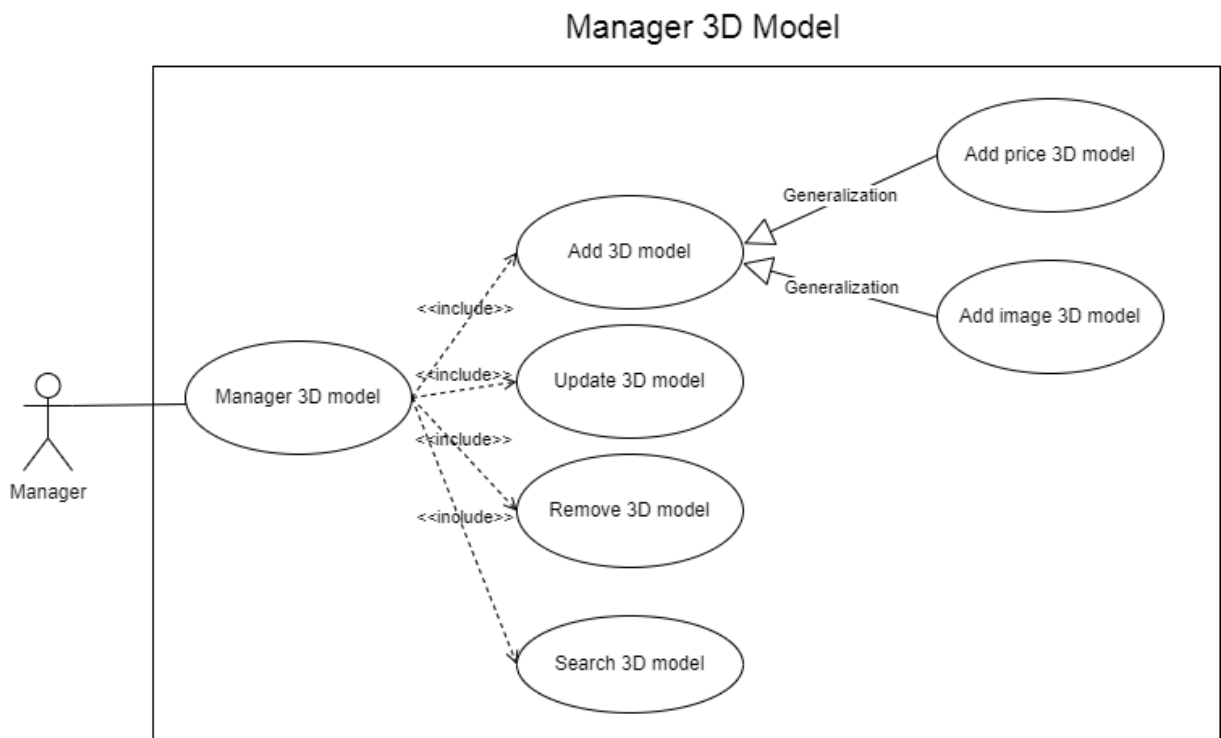 Manager 3D Model
Add price 3D model
Generalization
Add 3D model
Generalization
Add image 3D model
<<include>>
Update 3D model
<<include>>
Manager 3D model
<<include>>
Remove 3D model
Manager
<<include>>
Search 3D model